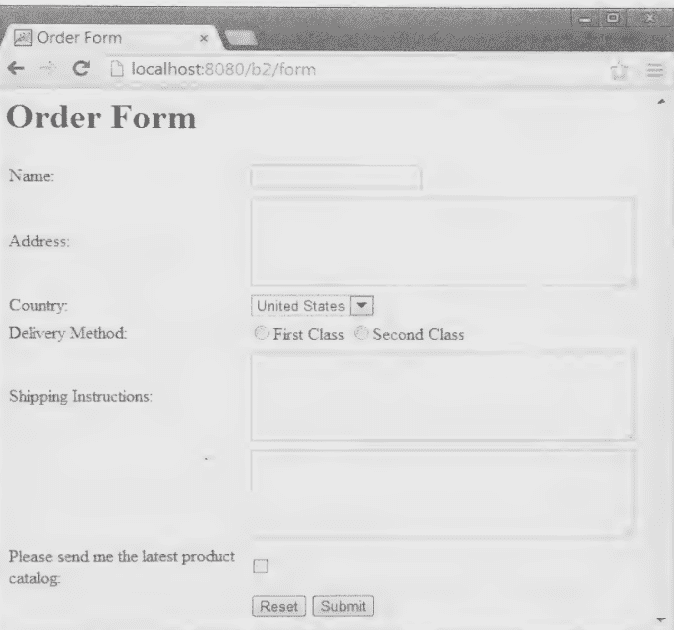 Order Form
localhost:8080/b2/form
Order Form
Name:
Address:
Country:
United States
Delivery Method:
First Class Second Class
Shipping Instructions:
Please send me the latest product
catalog:
Reset Submit